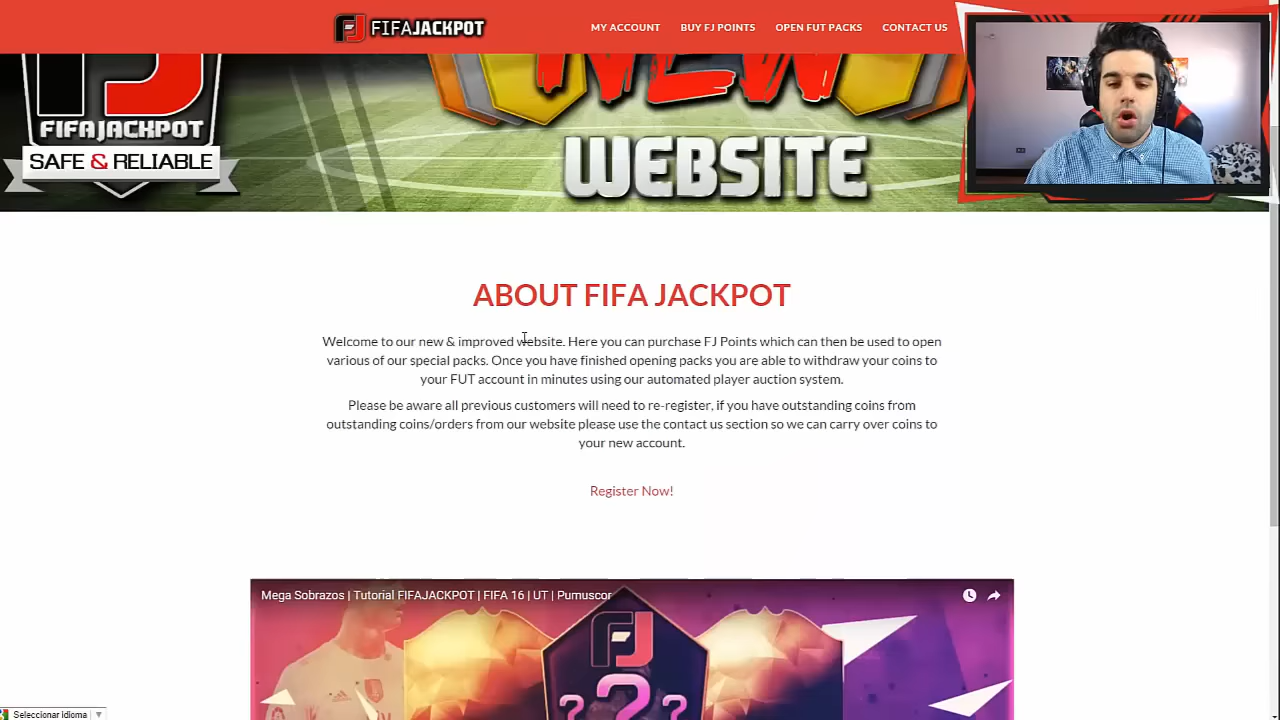 FIFAJACKPOT
MY ACCOUNT
BUY FJ POINTS
OPEN FUT PACKS
CONTACT US
FJ
FIFAJACKPOT
SAFE & RELIABLE
NEW
WEBSITE
ABOUT FIFA JACKPOT
Welcome to our new & improved website. Here you can purchase FJ Points which can then be used to open
various of our special packs. Once you have finished opening packs you are able to withdraw your coins to
your FUT account in minutes using our automated player auction system.
Please be aware all previous customers will need to re-register, if you have outstanding coins from
outstanding coins/orders from our website please use the contact us section so we can carry over coins to
your new account.
Register Now!
Mega Sobrazos | Tutorial FIFAJACKPOT | FIFA 16 | UT | Pumuscor
FJ
? ? ?
Seleccionar idioma